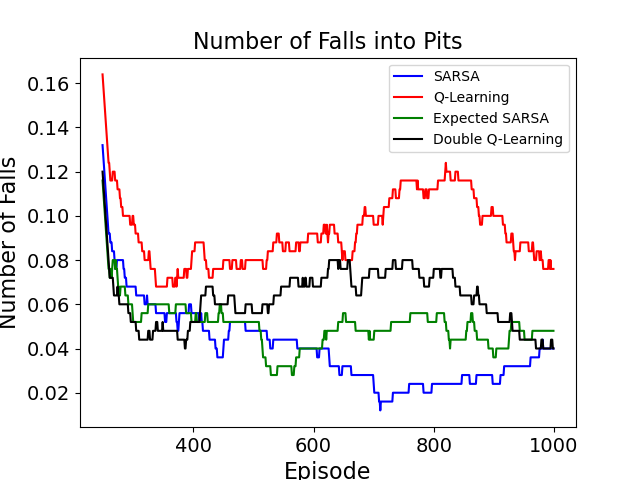 Number of Falls into Pits
SARSA
Q-Learning
Expected SARSA
Double Q-Learning
0.16
0.14
0.12
0.10
0.08
0.06
0.04
0.02
Number of Falls
400
600
800
1000
Episode